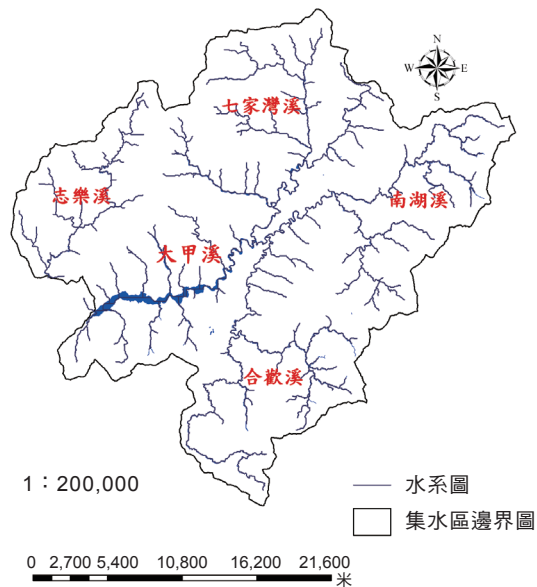 N
W E
S
七家灣溪
志樂溪
南湖溪
大甲溪
合歡溪
1：200,000
水系圖
集水區邊界圖
0 2,700 5,400 10,800 16,200 21,600
米